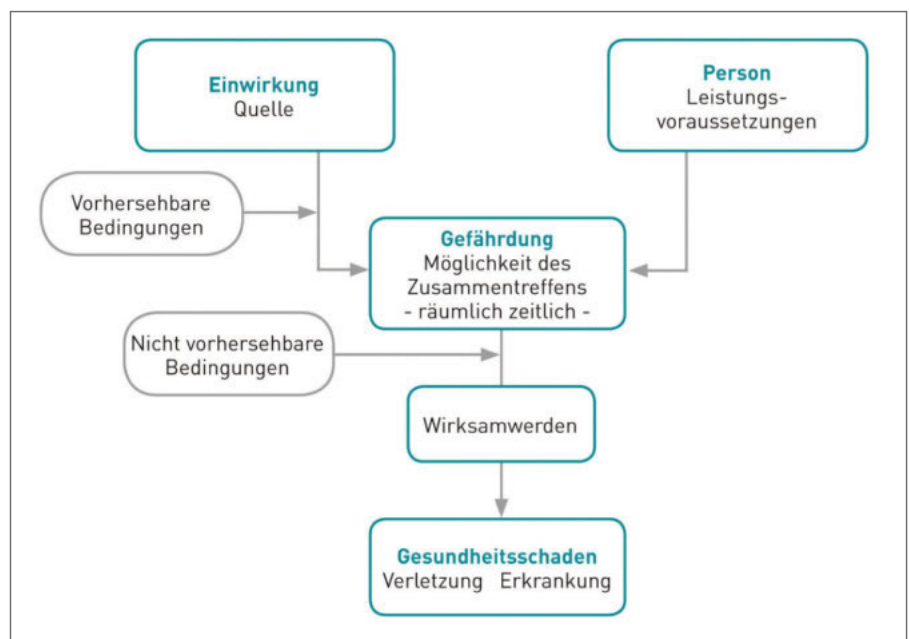 Einwirkung
Quelle
Person
Leistungs-
voraussetzungen
Vorhersehbare
Bedingungen
Gefährdung
Möglichkeit des
Zusammentreffens
- räumlich zeitlich -
Nicht vorhersehbare
Bedingungen
Wirksamwerden
Gesundheitsschaden
Verletzung Erkrankung